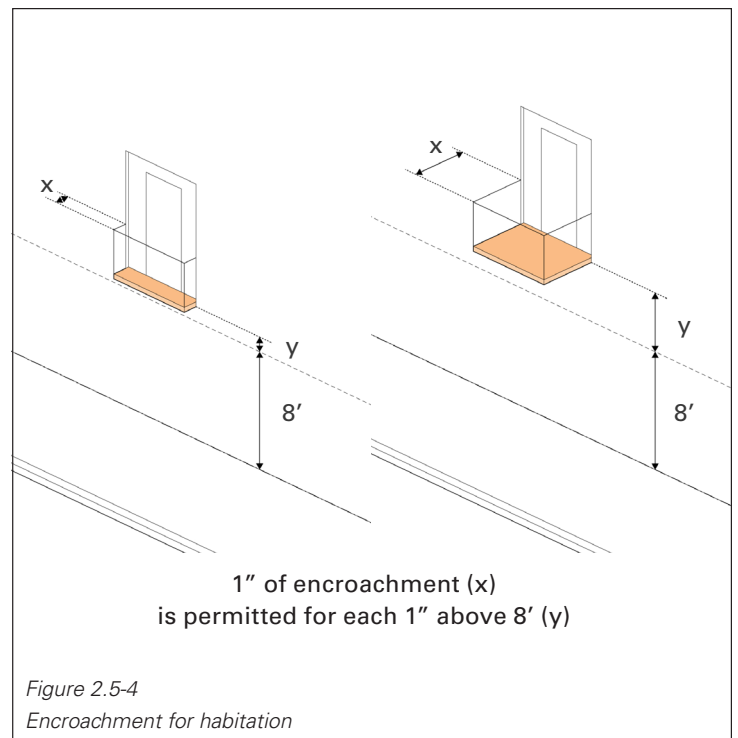 x
y
8’
x
y
8’
1” of encroachment (x)
is permitted for each 1” above 8’ (y)
Figure 2.5-4
Encroachment for habitation